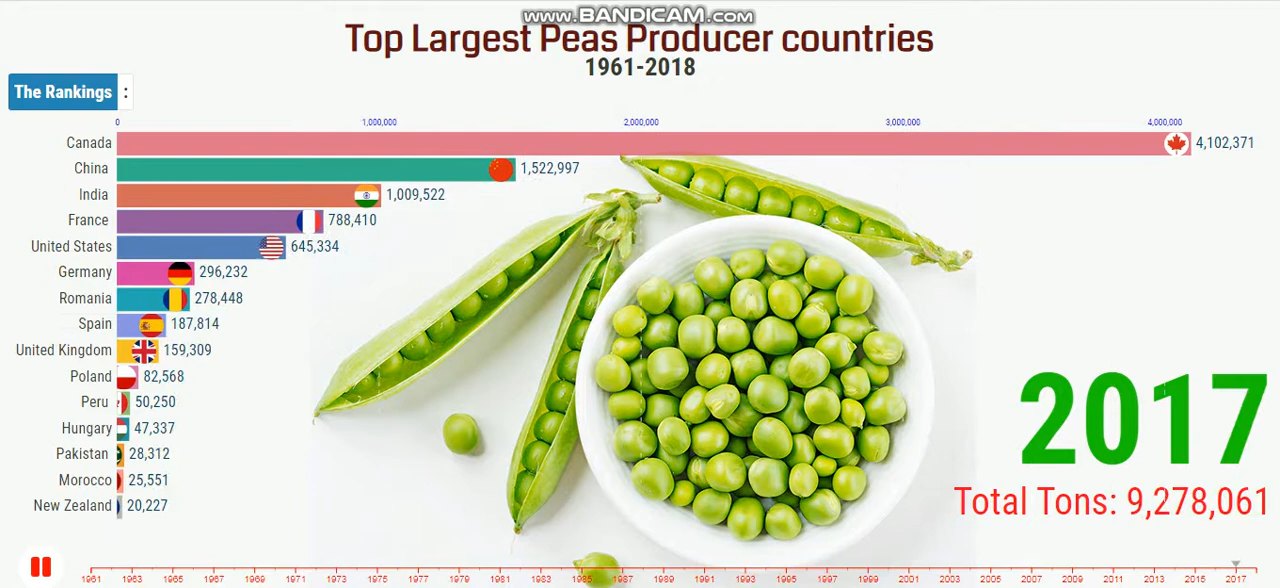 www.BANDICAM.com
Top Largest Peas Producer countries
1961-2018
The Rankings :
0 1,000,000 2,000,000 3,000,000 4,000,000
Canada 4,102,371
China 1,522,997
India 1,009,522
France 788,410
United States 645,334
Germany 296,232
Romania 278,448
Spain 187,814
United Kingdom 159,309
Poland 82,568
Peru 50,250
Hungary 47,337
Pakistan 28,312
Morocco 25,551
New Zealand 20,227
2017
Total Tons: 9,278,061
1961 1963 1965 1967 1969 1971 1973 1975 1977 1979 1981 1983 1985 1987 1989 1991 1993 1995 1997 1999 2001 2003 2005 2007 2009 2011 2013 2015 2017